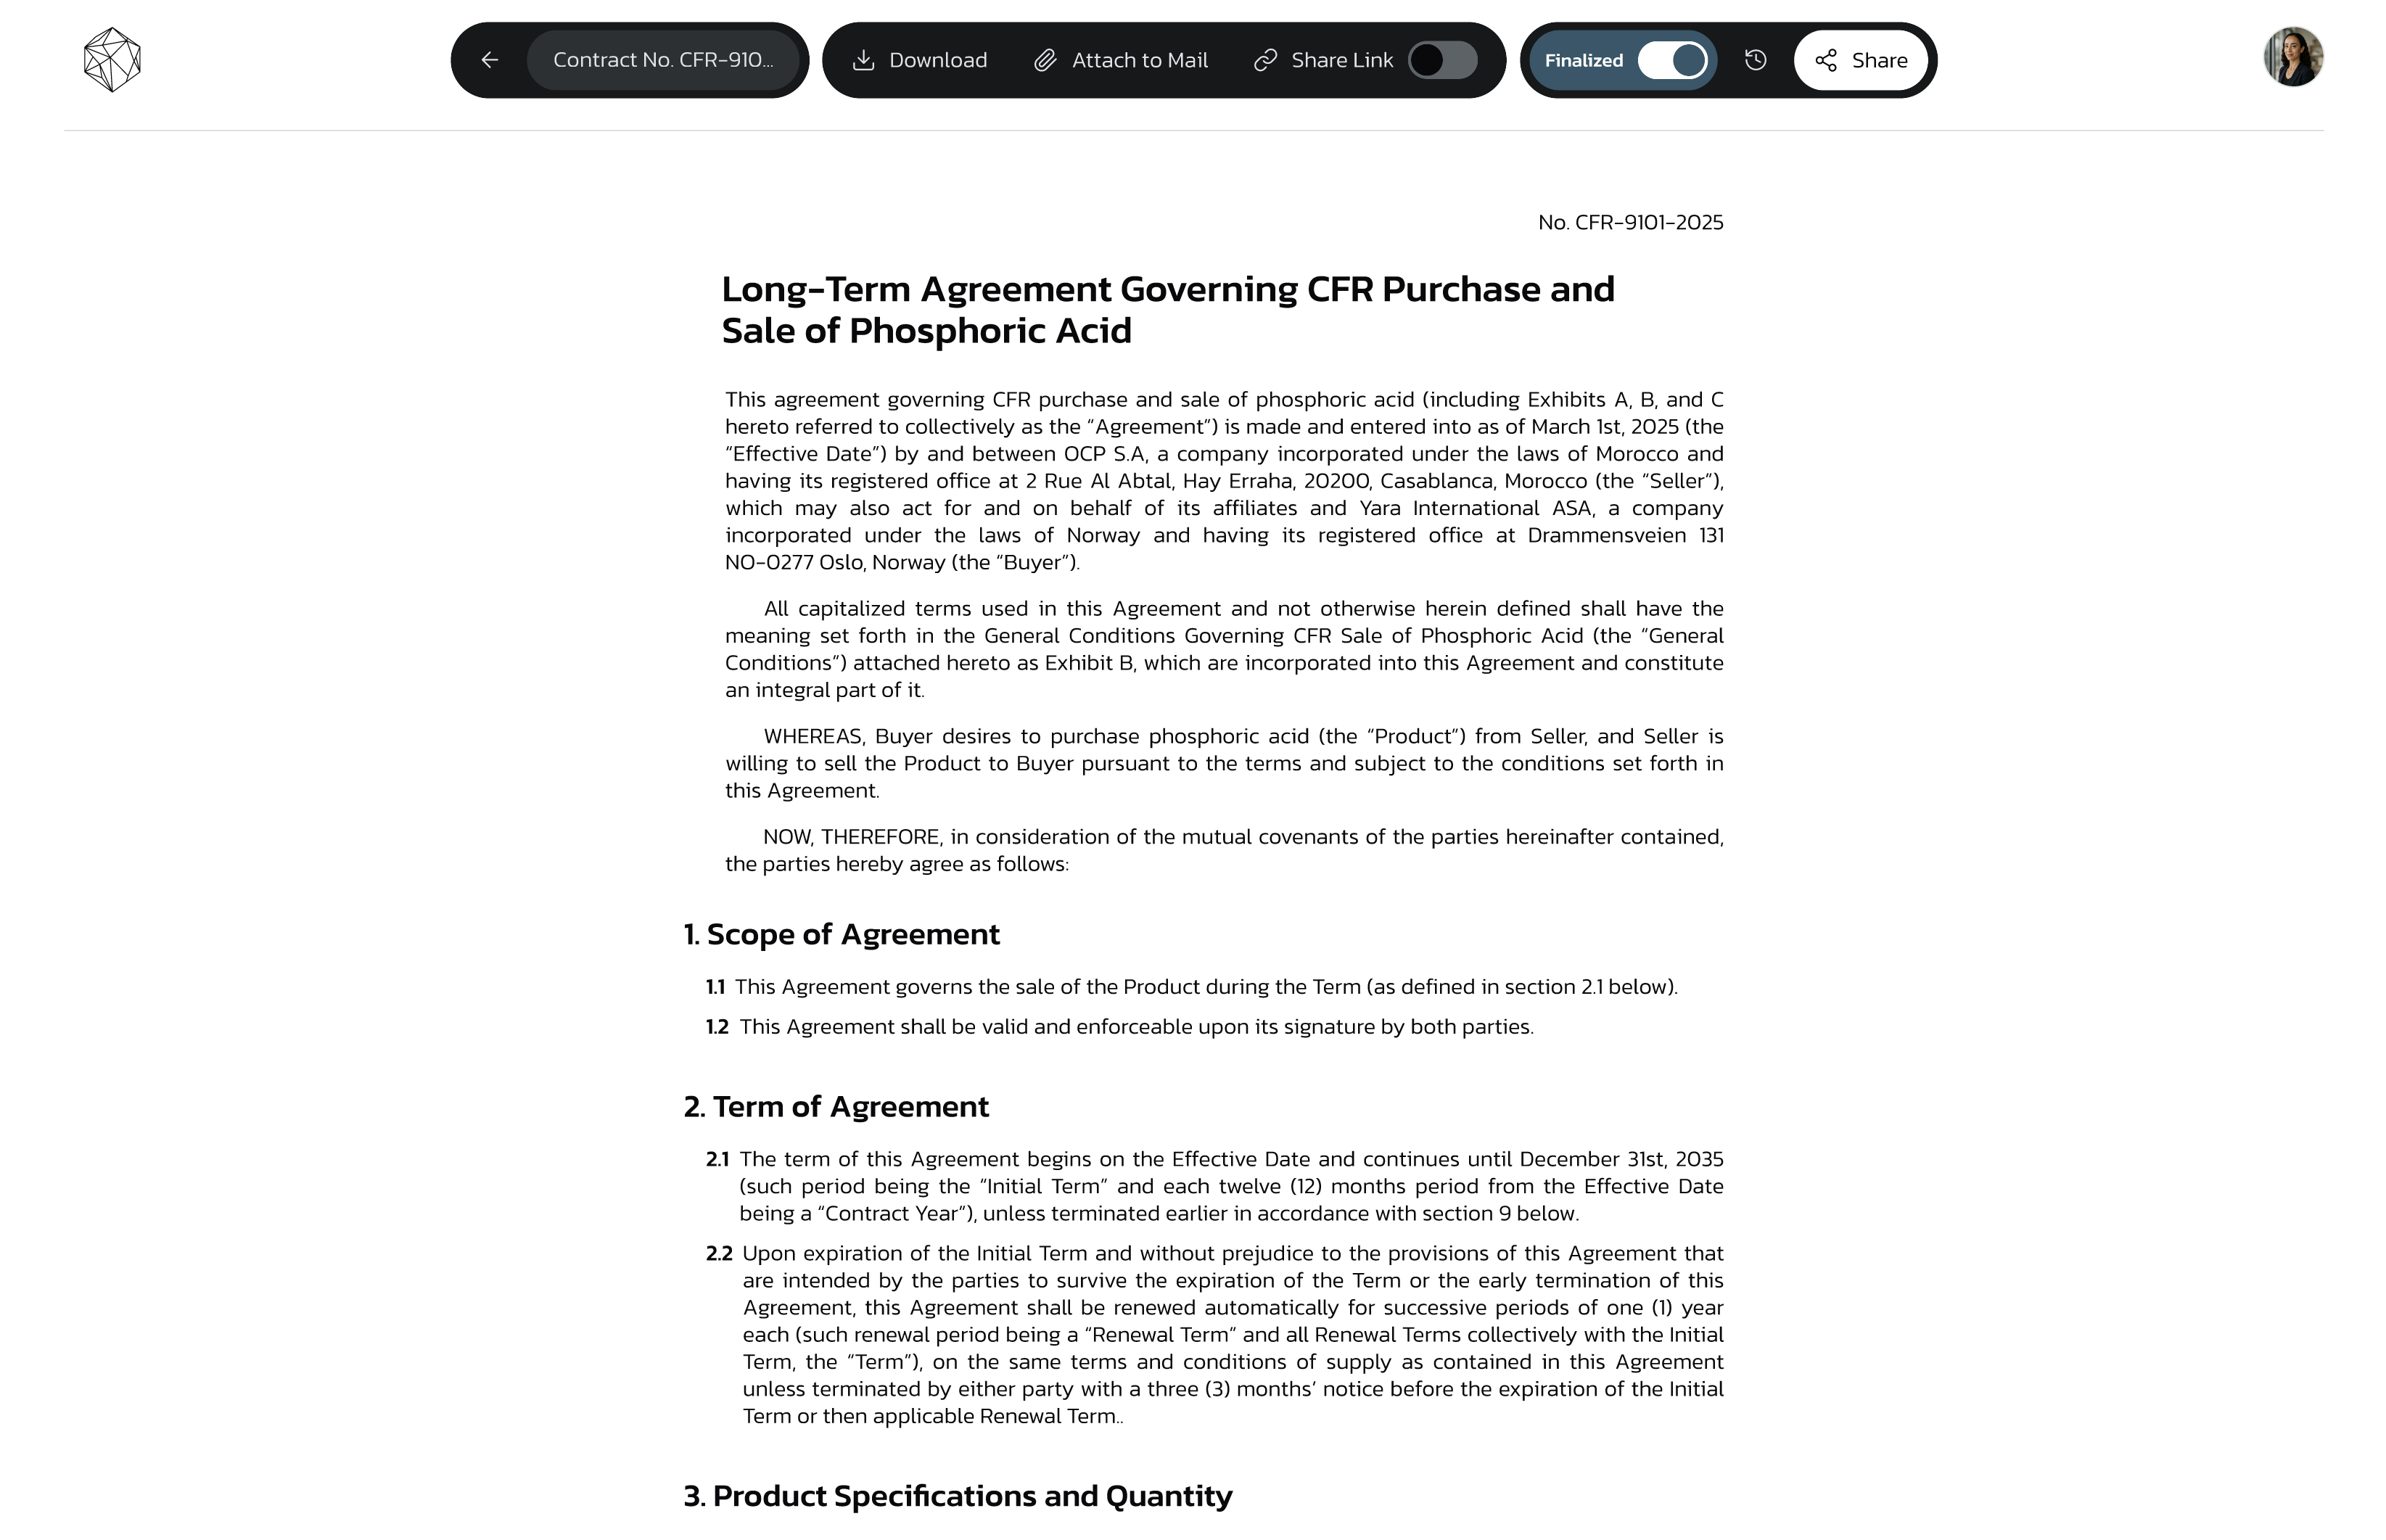 Contract No. CFR-910...
Download
Attach to Mail
Share Link
Finalized
Share
No. CFR-9101-2025
Long-Term Agreement Governing CFR Purchase and
Sale of Phosphoric Acid
This agreement governing CFR purchase and sale of phosphoric acid (including Exhibits A, B, and C
hereto referred to collectively as the “Agreement”) is made and entered into as of March 1st, 2025 (the
“Effective Date”) by and between OCP S.A, a company incorporated under the laws of Morocco and
having its registered office at 2 Rue Al Abtal, Hay Erraha, 20200, Casablanca, Morocco (the “Seller”),
which may also act for and on behalf of its affiliates and Yara International ASA, a company
incorporated under the laws of Norway and having its registered office at Drammensveien 131
NO-0277 Oslo, Norway (the “Buyer”).
All capitalized terms used in this Agreement and not otherwise herein defined shall have the
meaning set forth in the General Conditions Governing CFR Sale of Phosphoric Acid (the “General
Conditions”) attached hereto as Exhibit B, which are incorporated into this Agreement and constitute
an integral part of it.
WHEREAS, Buyer desires to purchase phosphoric acid (the “Product”) from Seller, and Seller is
willing to sell the Product to Buyer pursuant to the terms and subject to the conditions set forth in
this Agreement.
NOW, THEREFORE, in consideration of the mutual covenants of the parties hereinafter contained,
the parties hereby agree as follows:
1. Scope of Agreement
1.1 This Agreement governs the sale of the Product during the Term (as defined in section 2.1 below).
1.2 This Agreement shall be valid and enforceable upon its signature by both parties.
2. Term of Agreement
2.1 The term of this Agreement begins on the Effective Date and continues until December 31st, 2035
(such period being the “Initial Term” and each twelve (12) months period from the Effective Date
being a “Contract Year”), unless terminated earlier in accordance with section 9 below.
2.2 Upon expiration of the Initial Term and without prejudice to the provisions of this Agreement that
are intended by the parties to survive the expiration of the Term or the early termination of this
Agreement, this Agreement shall be renewed automatically for successive periods of one (1) year
each (such renewal period being a “Renewal Term” and all Renewal Terms collectively with the Initial
Term, the “Term”), on the same terms and conditions of supply as contained in this Agreement
unless terminated by either party with a three (3) months’ notice before the expiration of the Initial
Term or then applicable Renewal Term..
3. Product Specifications and Quantity